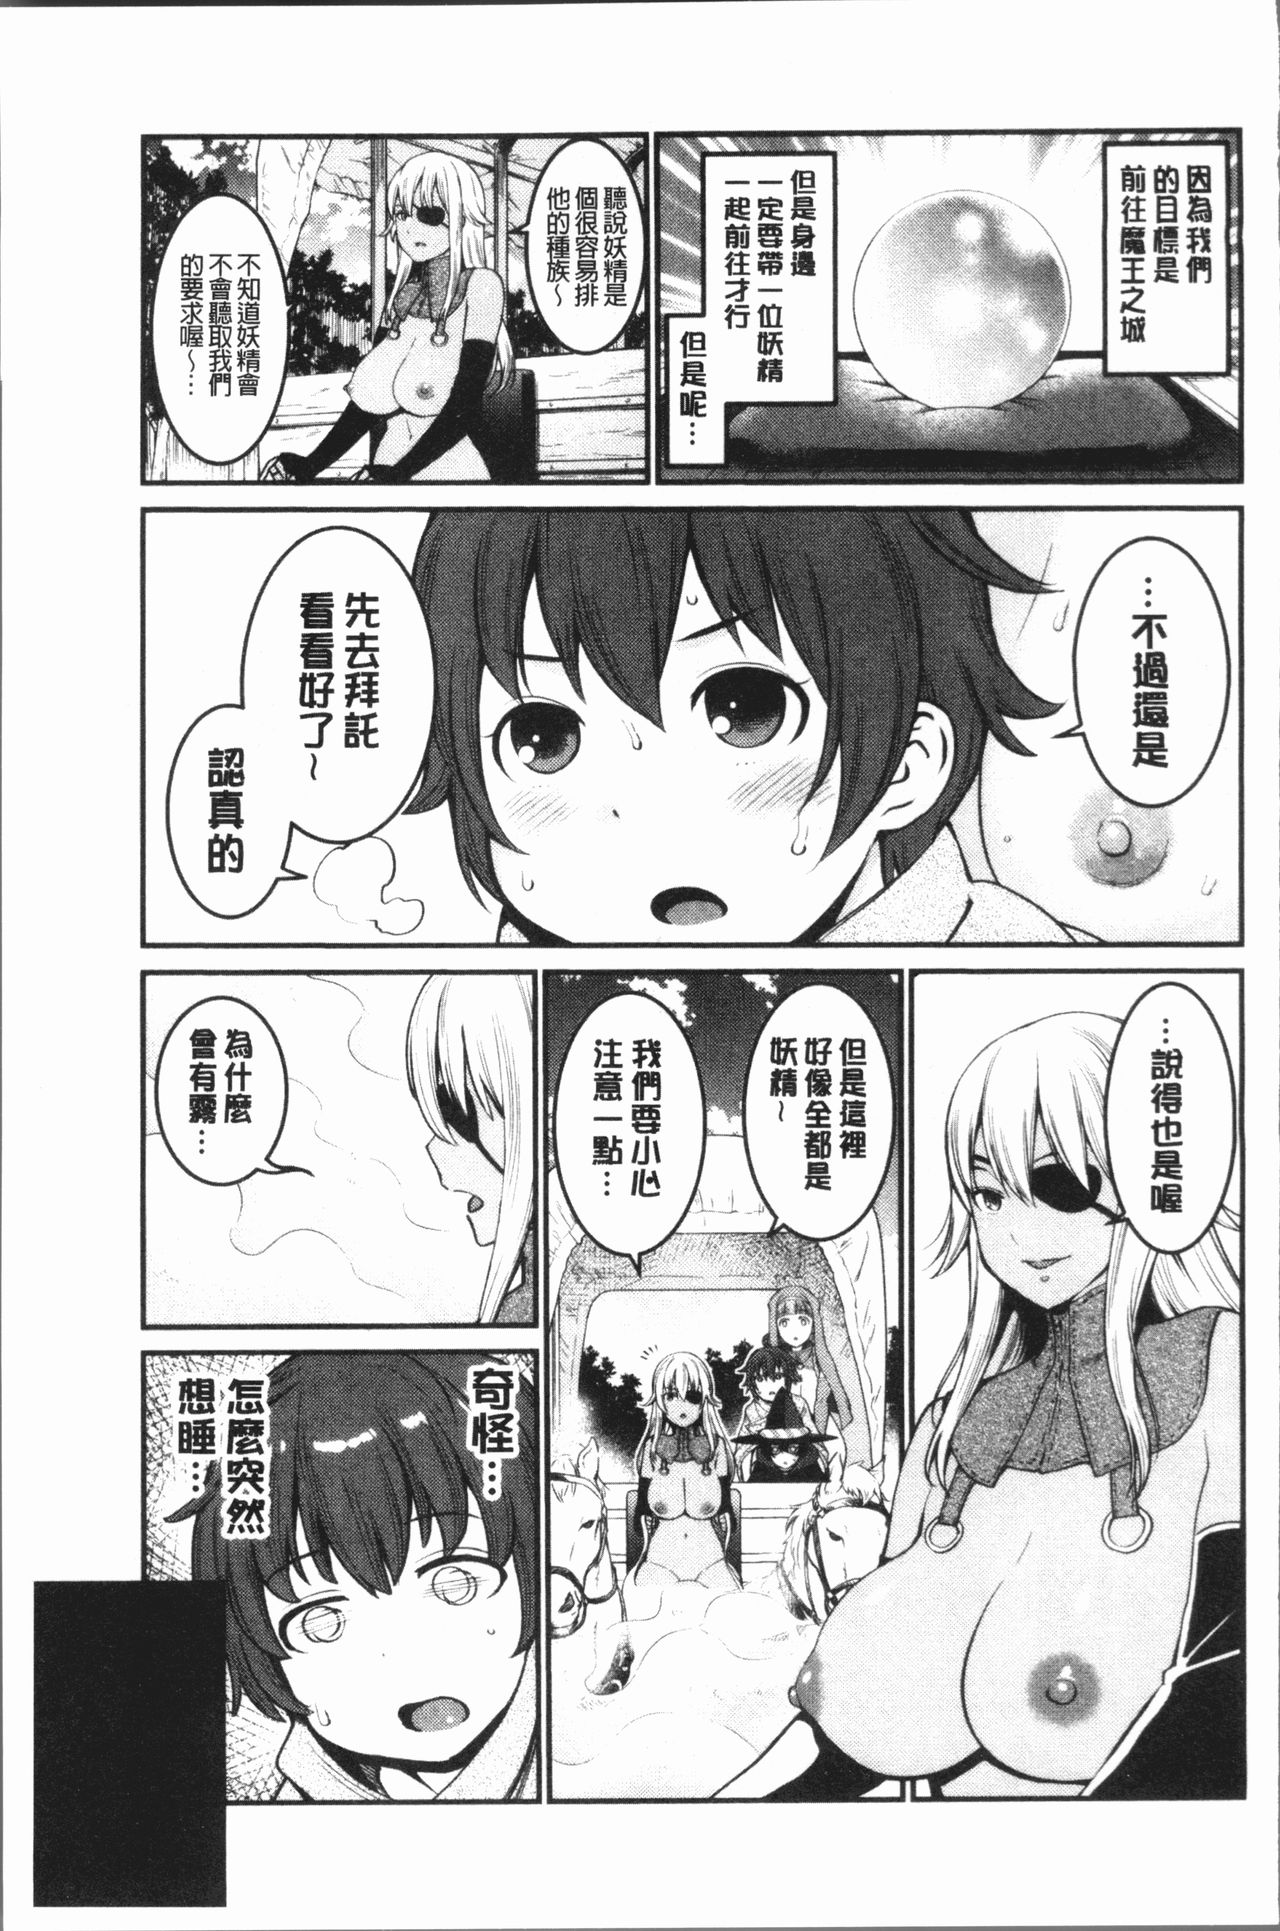 因為我們
的目標是
前往魔王之城
但是身邊
一定要帶一位妖精
一起前往才行
但是呢…
聽說妖精是
個很容易排
他的種族～
不知道妖精會
不會聽取我們
的要求喔～…
…不過還是
先去拜託
看看好了～
認真的
…說得也是喔
但是這裡
好像全都是
妖精～
我們要小心
注意一點…
為什麼
會有霧…
奇怪…
怎麼突然
想睡…